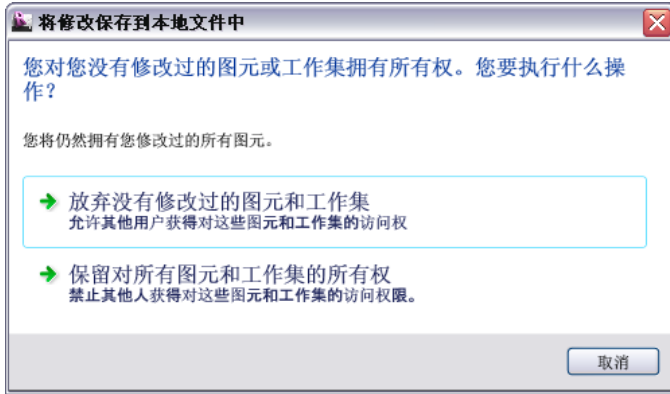 将修改保存到本地文件中
您对您没有修改过的图元或工作集拥有所有权。您要执行什么操
作？
您将仍然拥有您修改过的所有图元。
放弃没有修改过的图元和工作集
允许其他用户获得对这些图元和工作集的访问权
保留对所有图元和工作集的所有权
禁止其他人获得对这些图元和工作集的访问权限。
取消